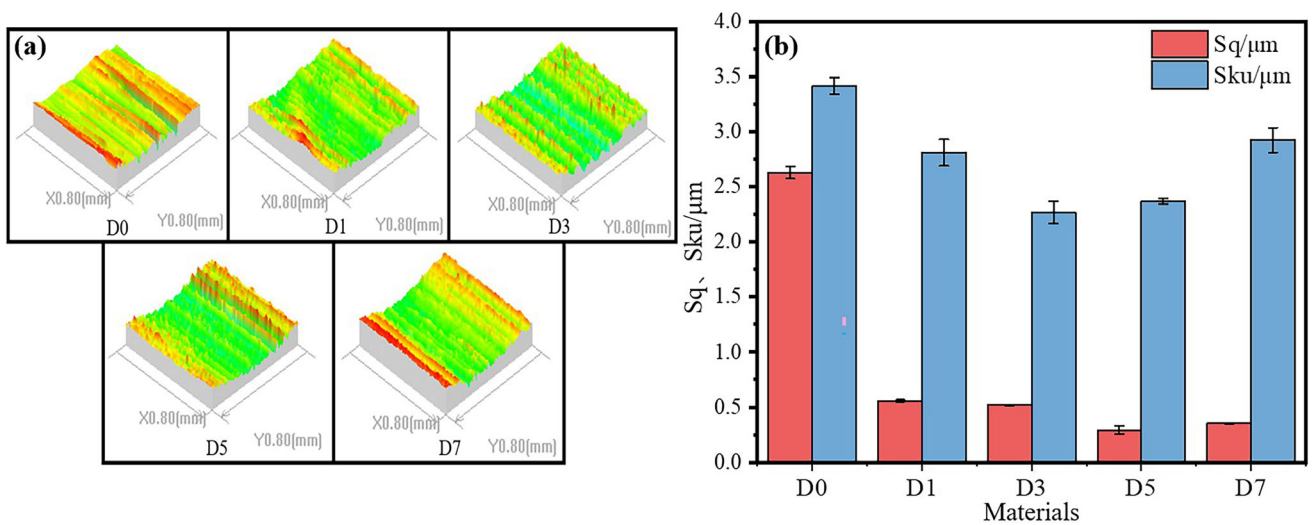 (a)
X0.80(mm)
Y0.80(mm)
D0
X0.80(mm)
Y0.80(mm)
D1
X0.80(mm)
Y0.80(mm)
D3
X0.80(mm)
Y0.80(mm)
D5
X0.80(mm)
Y0.80(mm)
D7
(b)
Sq/μm
Sku/μm
Sq、 Sku/μm
4.0
3.5
3.0
2.5
2.0
1.5
1.0
0.5
0.0
D0 D1 D3 D5 D7
Materials